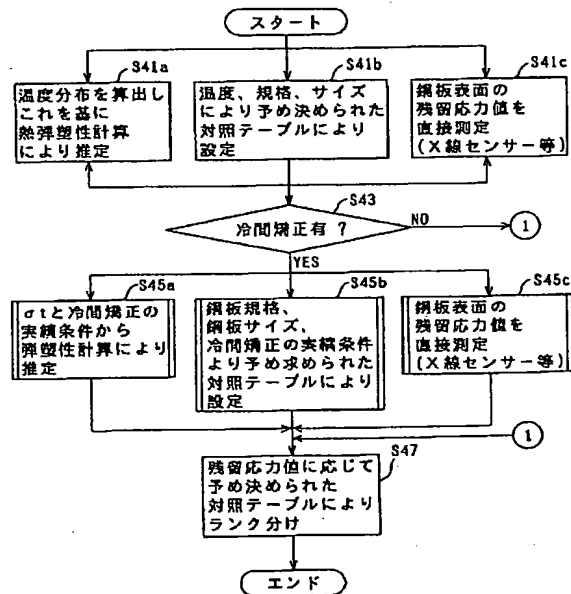 スタート
S41a
温度分布を算出し
これを基に
熱弾塑性計算
により推定
S41b
温度、規格、サイズ
により予め決められた
対照テーブルにより
設定
S41c
鋼板表面の
残留応力値を
直接測定
(X線センサー等)
S43
冷間矯正有？
NO
1
YES
S45a
σtと冷間矯正の
実績条件から
弾塑性計算により
推定
S45b
鋼板規格、
鋼板サイズ、
冷間矯正の実績条件
より予め求められた
対照テーブルにより
設定
S45c
鋼板表面の
残留応力値を
直接測定
(X線センサー等)
1
S47
残留応力値に応じて
予め決められた
対照テーブルにより
ランク分け
エンド